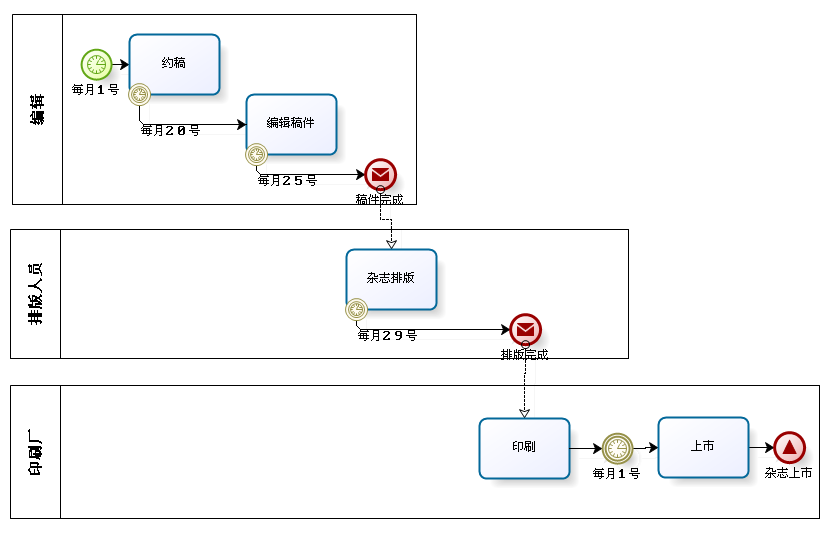 编辑
约稿
每月1号
每月20号
编辑稿件
每月25号
稿件完成
排版人员
杂志排版
每月29号
排版完成
印刷厂
印刷
每月1号
上市
杂志上市